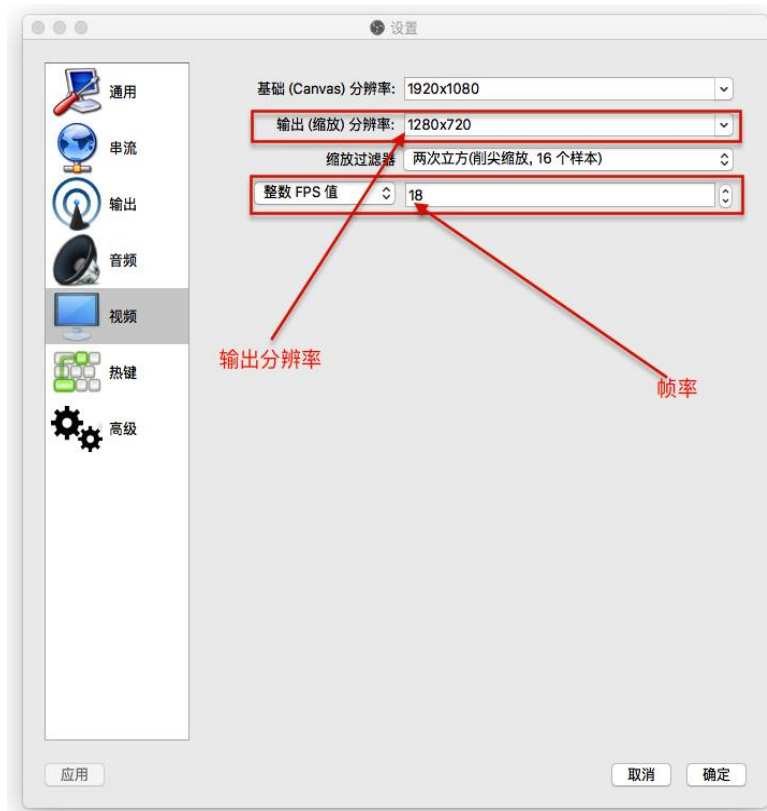 设置
通用
串流
输出
音频
视频
热键
高级
基础 (Canvas) 分辨率: 1920x1080
输出 (缩放) 分辨率: 1280x720
缩放过滤器 两次立方(削尖缩放, 16 个样本)
整数 FPS 值 18
输出分辨率
帧率
应用
取消
确定